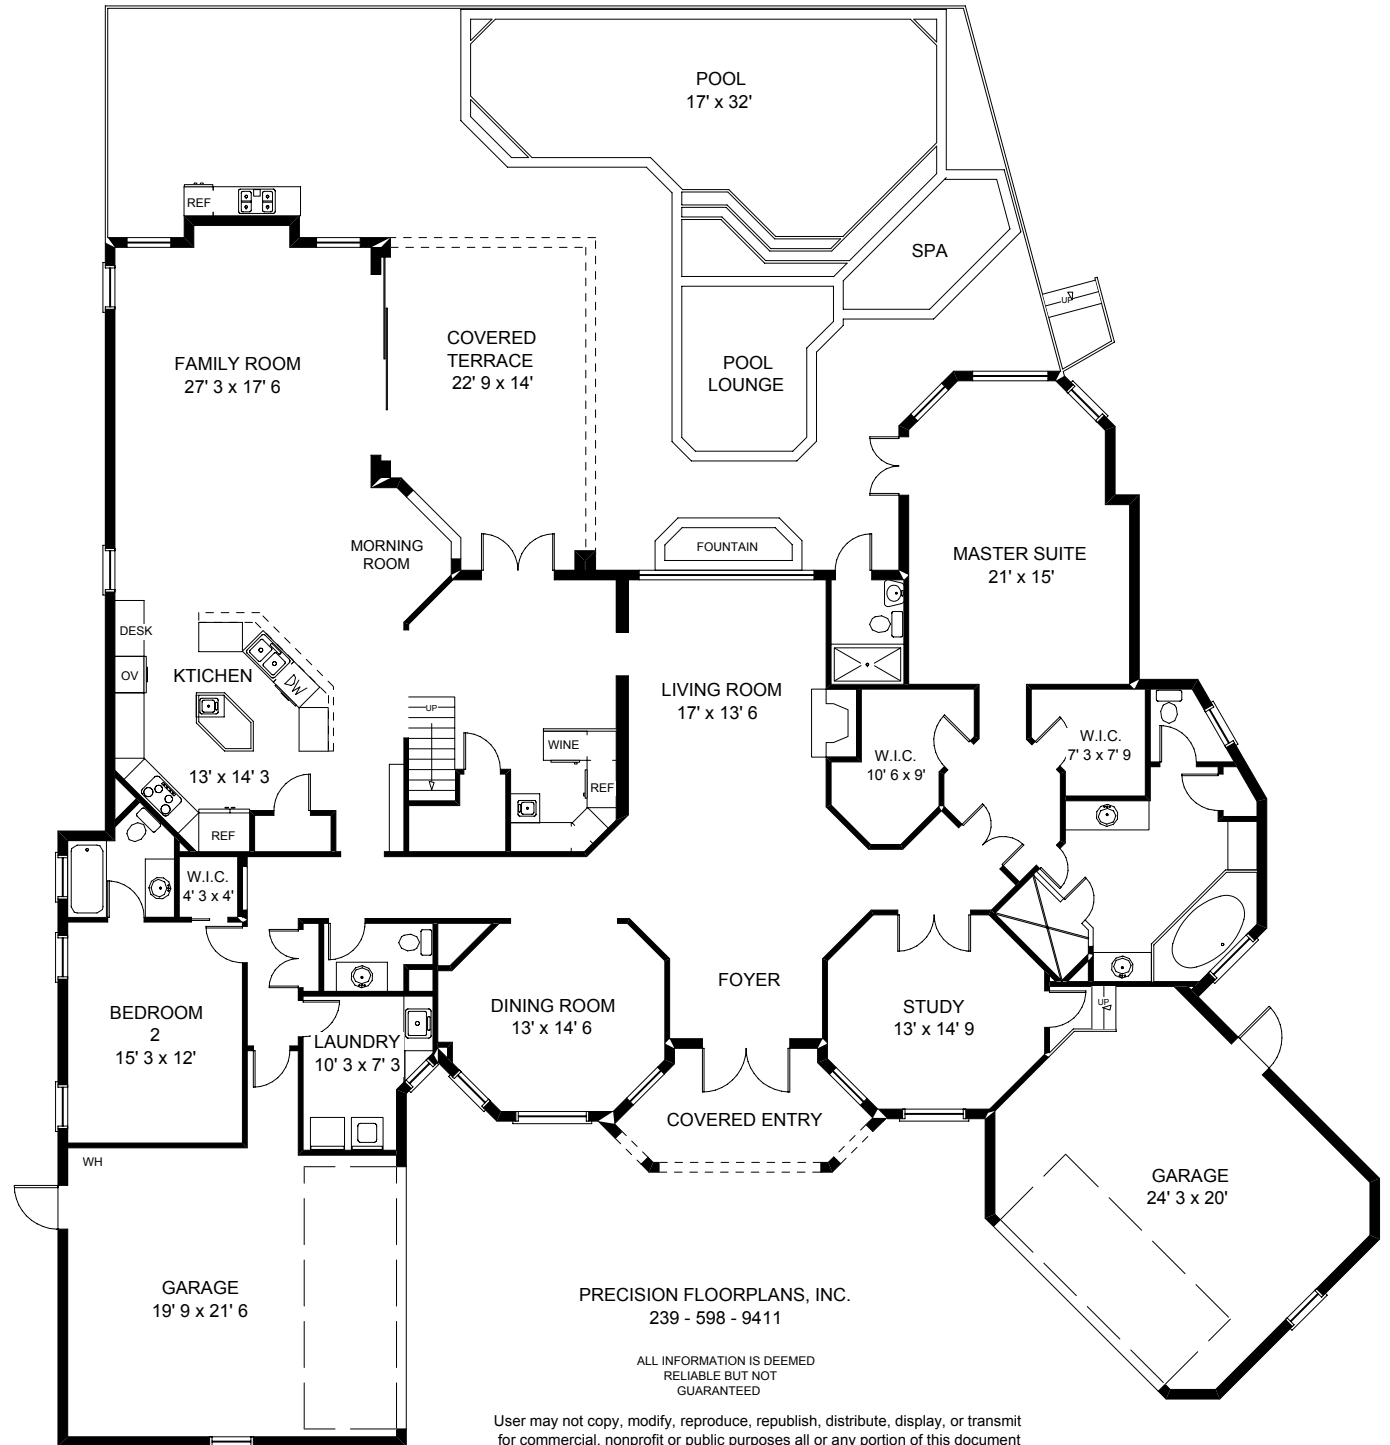 POOL
17' x 32'
REF
SPA
UP
COVERED
TERRACE
22' 9 x 14'
FAMILY ROOM
27' 3 x 17' 6
POOL
LOUNGE
MORNING
ROOM
FOUNTAIN
MASTER SUITE
21' x 15'
DESK
OV
KTICHEN
DW
13' x 14' 3
REF
UP
WINE
REF
LIVING ROOM
17' x 13' 6
W.I.C.
10' 6 x 9'
W.I.C.
7' 3 x 7' 9
W.I.C.
4' 3 x 4'
BEDROOM
2
15' 3 x 12'
LAUNDRY
10' 3 x 7' 3
DINING ROOM
13' x 14' 6
FOYER
STUDY
13' x 14' 9
UP
COVERED ENTRY
WH
GARAGE
19' 9 x 21' 6
GARAGE
24' 3 x 20'
PRECISION FLOORPLANS, INC.
239 - 598 - 9411
ALL INFORMATION IS DEEMED
RELIABLE BUT NOT
GUARANTEED
User may not copy, modify, reproduce, republish, distribute, display, or transmit
for commercial, nonprofit or public purposes all or any portion of this document